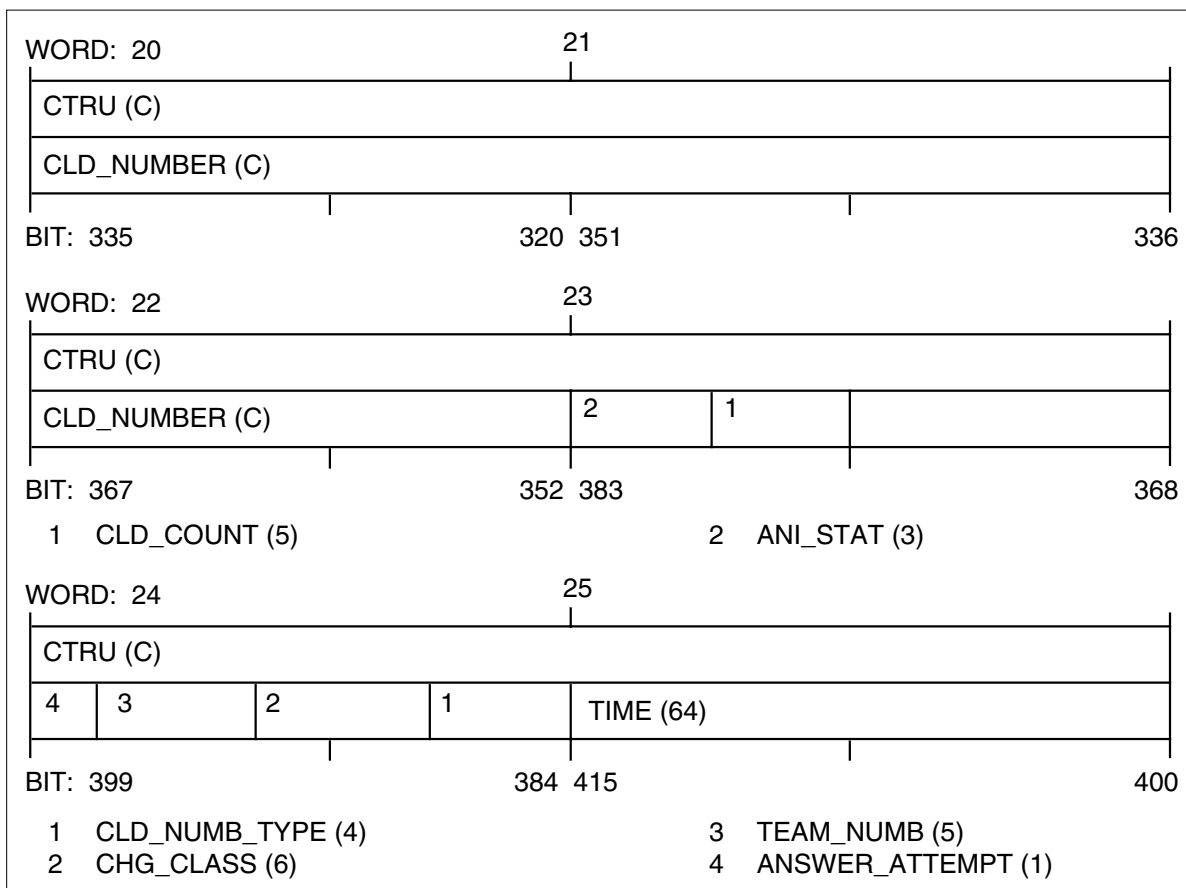 WORD: 20 21
CTRU (C)
CLD_NUMBER (C)
BIT: 335 320 351 336
WORD: 22 23
CTRU (C)
CLD_NUMBER (C) 2 1
BIT: 367 352 383 368
1 CLD_COUNT (5) 2 ANI_STAT (3)
WORD: 24 25
CTRU (C)
4 3 2 1 TIME (64)
BIT: 399 384 415 400
1 CLD_NUMB_TYPE (4) 3 TEAM_NUMB (5)
2 CHG_CLASS (6) 4 ANSWER_ATTEMPT (1)